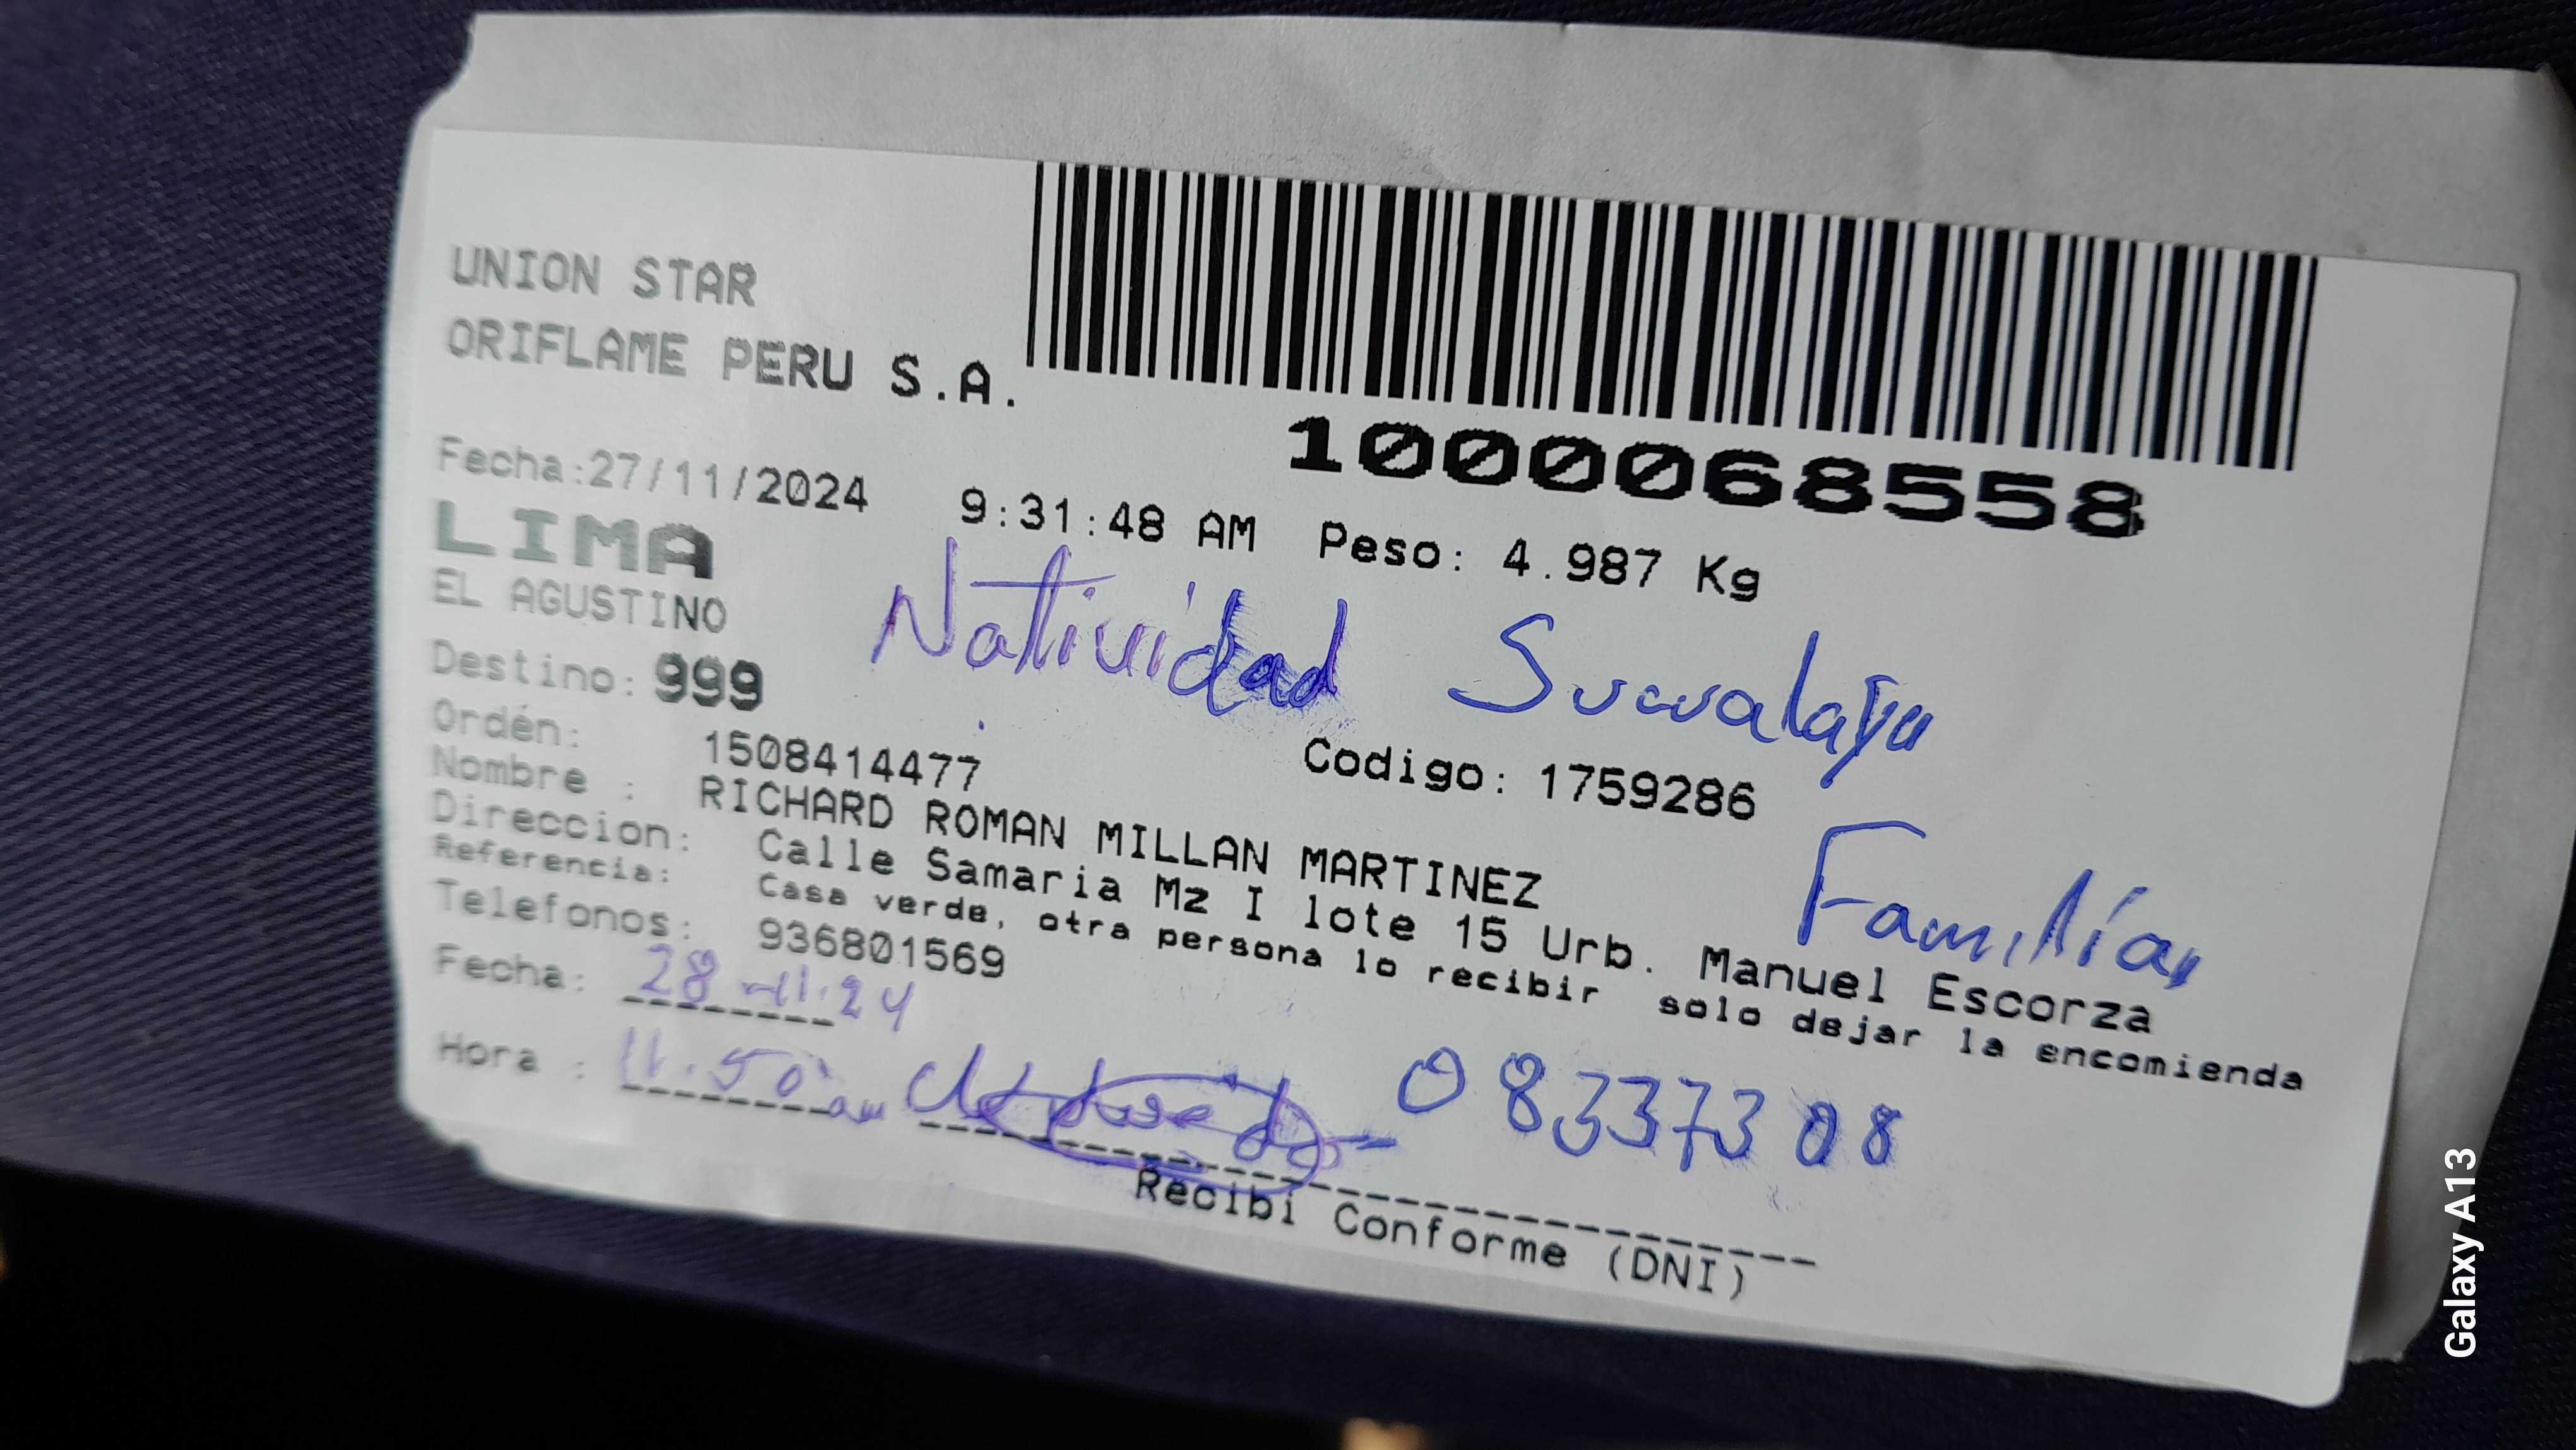 UNION STAR
ORIFLAME PERU S.A.
1000068558
Fecha:27/11/2024 9:31:48 AM Peso: 4.987 Kg
LIMA
EL AGUSTINO
Natividad
Destino: 999
Ordén: 1508414477 Codigo: 1759286
Nombre : RICHARD ROMAN MILLAN MARTINEZ
Familiar
Direccion: Calle Samaria Mz I lote 15 Urb. Manuel Escorza
Referencia: Casa verde, otra persona lo recibir solo dejar la encomienda
Telefonos: 936801569
Fecha: 28-11-24
Hora : 11.50 am
08337308
Recibi Conforme (DNI)
Galaxy A13